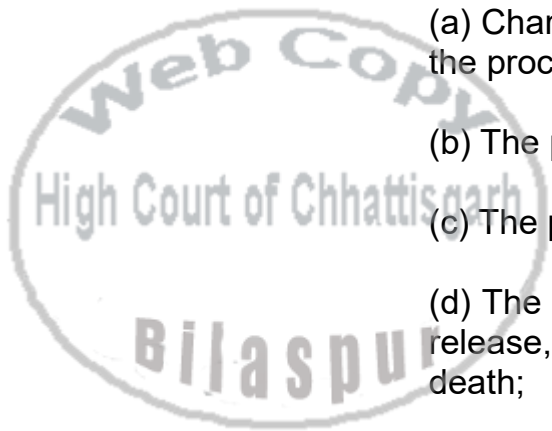 Web Copy
High Court of Chhattisgarh
Bilaspur
(a) Char
the proc
(b) The
(c) The
(d) The
release,
death;